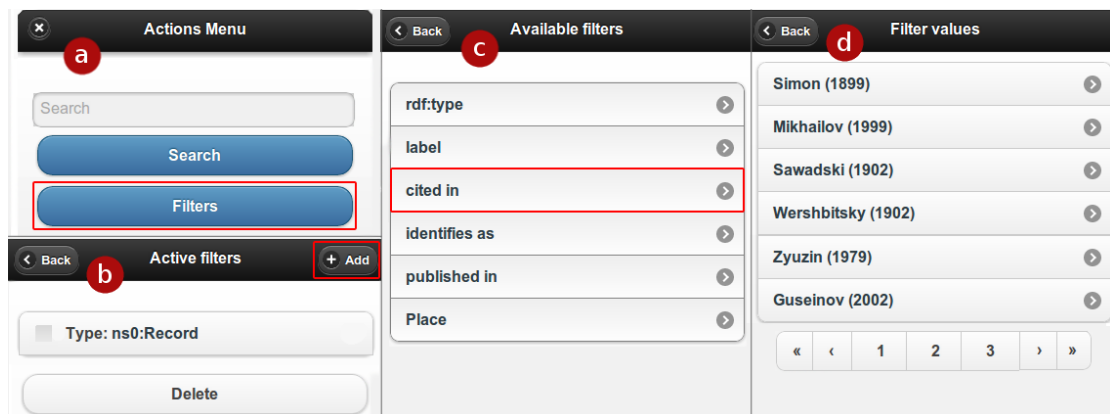 Actions Menu
a
Search
Search
Filters
Back
Active filters
+ Add
b
Type: ns0:Record
Delete
Back
Available filters
c
rdf:type
label
cited in
identifies as
published in
Place
Back
Filter values
d
Simon (1899)
Mikhailov (1999)
Sawadski (1902)
Wershbitsky (1902)
Zyuzin (1979)
Guseinov (2002)
« ‹ 1 2 3 › »